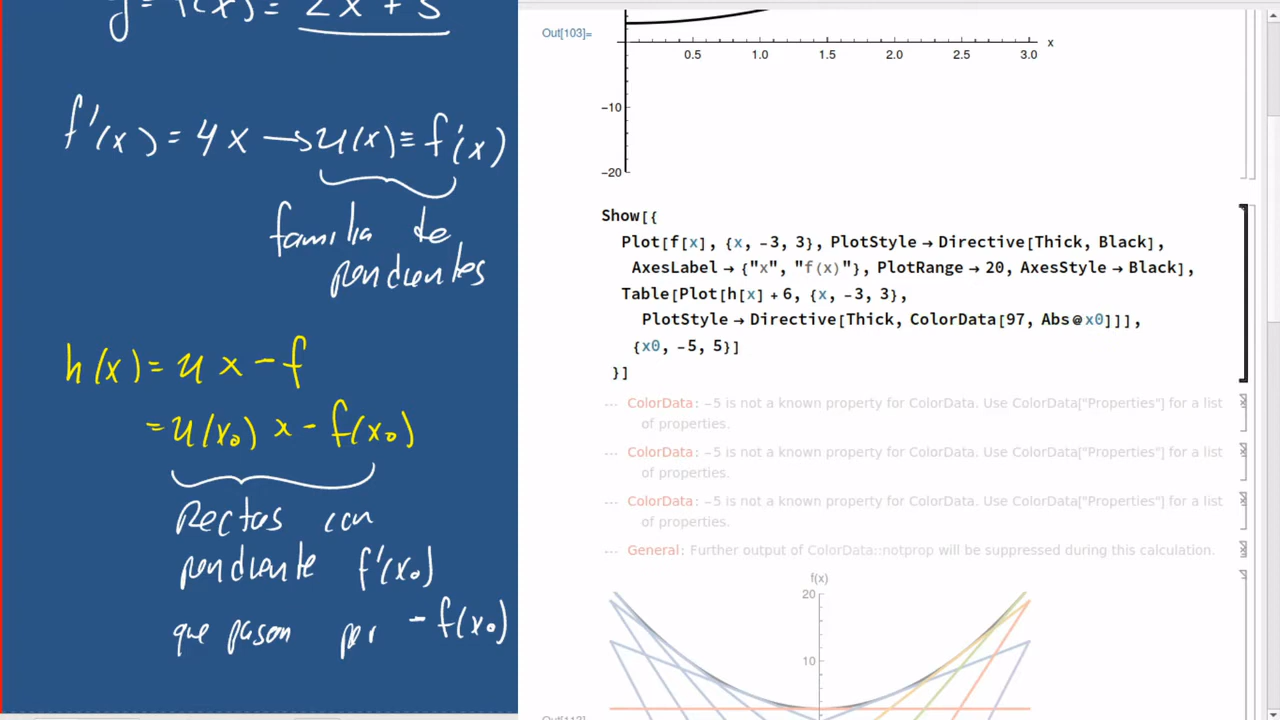 y = f(x) = 2x + 3
f'(x) = 4x → u(x) ≡ f'(x)
familia de
pendientes
h(x) = u x - f
= u(x₀) x - f(x₀)
Rectas con
pendiente f'(x₀)
que pasan por - f(x₀)
Out[103]=
x
0.5 1.0 1.5 2.0 2.5 3.0
-10
-20
Show[{
Plot[f[x], {x, -3, 3}, PlotStyle → Directive[Thick, Black],
AxesLabel → {"x", "f(x)"}, PlotRange → 20, AxesStyle → Black],
Table[Plot[h[x] + 6, {x, -3, 3},
PlotStyle → Directive[Thick, ColorData[97, Abs@x0]]],
{x0, -5, 5}]
}]
ColorData: -5 is not a known property for ColorData. Use ColorData["Properties"] for a list
of properties.
ColorData: -5 is not a known property for ColorData. Use ColorData["Properties"] for a list
of properties.
ColorData: -5 is not a known property for ColorData. Use ColorData["Properties"] for a list
of properties.
General: Further output of ColorData::notprop will be suppressed during this calculation.
f(x)
20
10